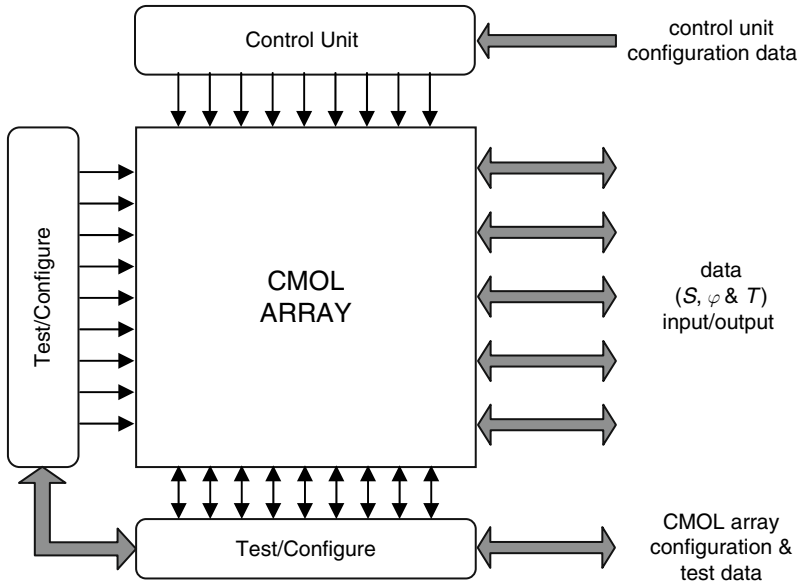 Control Unit
control unit
configuration data
Test/Configure
CMOL
ARRAY
data
(S, φ & T)
input/output
Test/Configure
CMOL array
configuration &
test data